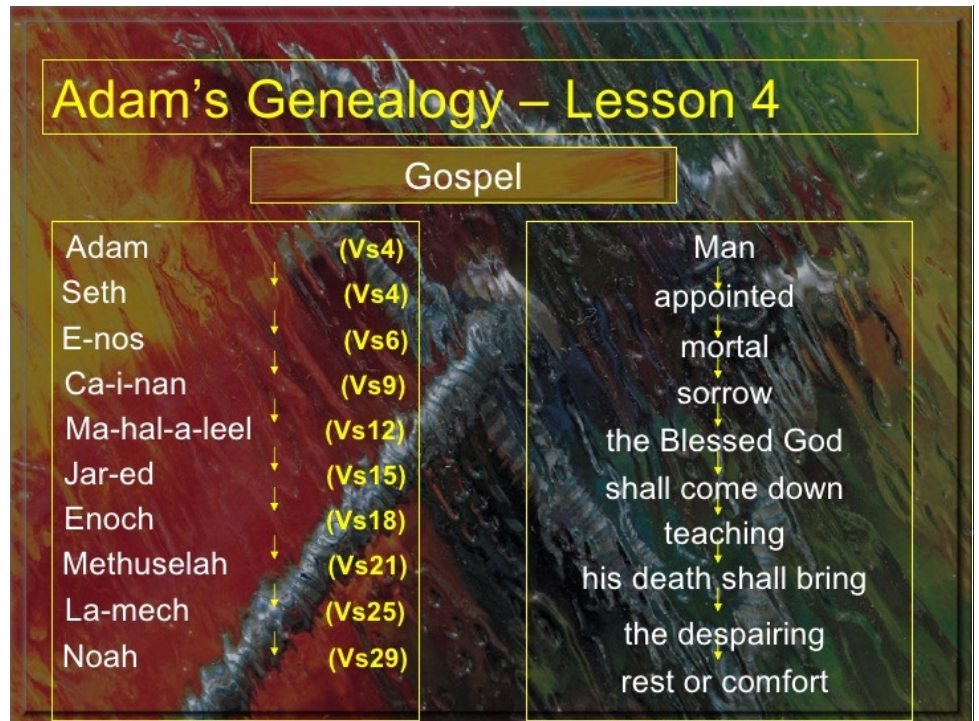 Adam's Genealogy – Lesson 4
Gospel
Adam (Vs4)
Seth (Vs4)
E-nos (Vs6)
Ca-i-nan (Vs9)
Ma-hal-a-leel (Vs12)
Jar-ed (Vs15)
Enoch (Vs18)
Methuselah (Vs21)
La-mech (Vs25)
Noah (Vs29)
Man
appointed
mortal
sorrow
the Blessed God
shall come down
teaching
his death shall bring
the despairing
rest or comfort